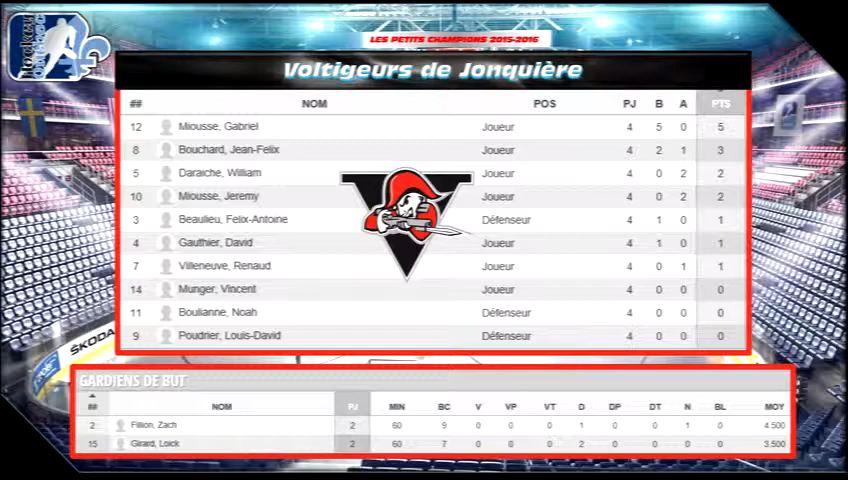 Hockey
Québec
LES PETITS CHAMPIONS 2015-2016
Voltigeurs de Jonquière
## NOM POS PJ B A PTS
12 Miousse, Gabriel Joueur 4 5 0 5
8 Bouchard, Jean-Felix Joueur 4 2 1 3
5 Daraiche, William Joueur 4 0 2 2
10 Miousse, Jeremy Joueur 4 0 2 2
3 Beaulieu, Felix-Antoine Défenseur 4 1 0 1
4 Gauthier, David Joueur 4 1 0 1
7 Villeneuve, Renaud Joueur 4 0 1 1
14 Munger, Vincent Joueur 4 0 0 0
11 Boulianne, Noah Défenseur 4 0 0 0
9 Poudrier, Louis-David Défenseur 4 0 0 0
ŠKODA
GARDIENS DE BUT
## NOM PJ MIN BC V VP VT D DP DT N BL MOY
2 Fillion, Zach 2 60 9 0 0 0 1 0 0 1 0 4.500
15 Girard, Loick 2 60 7 0 0 0 2 0 0 0 0 3.500